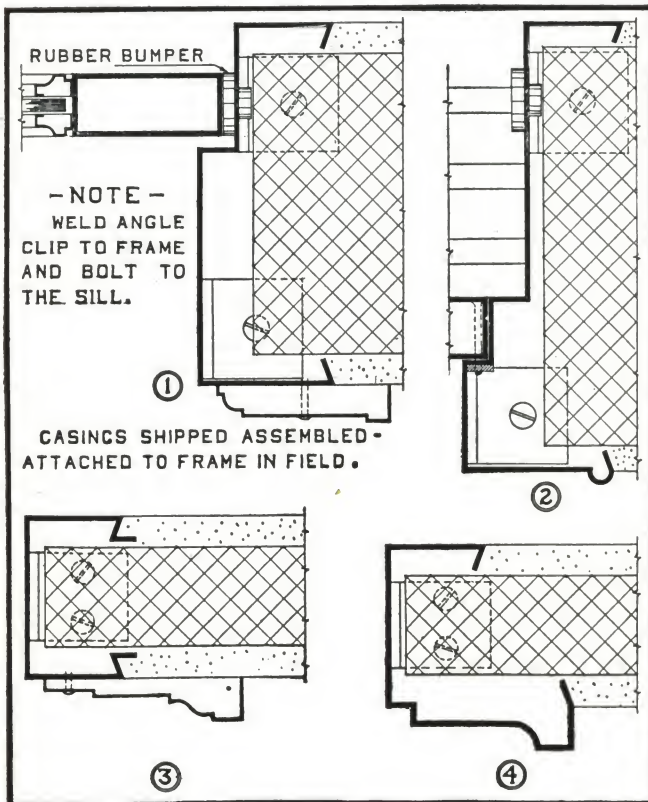 RUBBER BUMPER
-NOTE-
WELD ANGLE
CLIP TO FRAME
AND BOLT TO
THE SILL.
①
②
CASINGS SHIPPED ASSEMBLED-
ATTACHED TO FRAME IN FIELD.
③
④